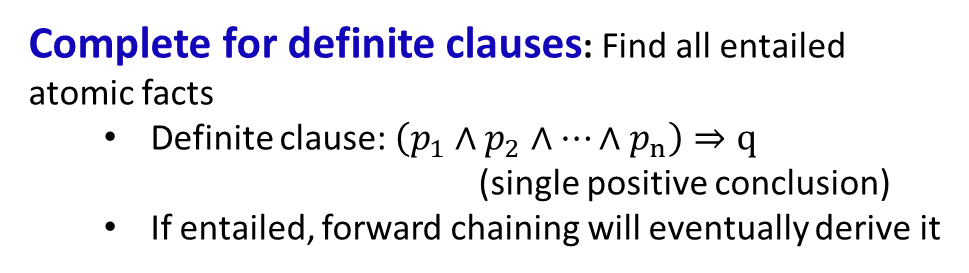 Complete for definite clauses: Find all entailed
atomic facts
• Definite clause: (p₁ ∧ p₂ ∧ ⋯ ∧ pₙ) ⇒ q
(single positive conclusion)
• If entailed, forward chaining will eventually derive it